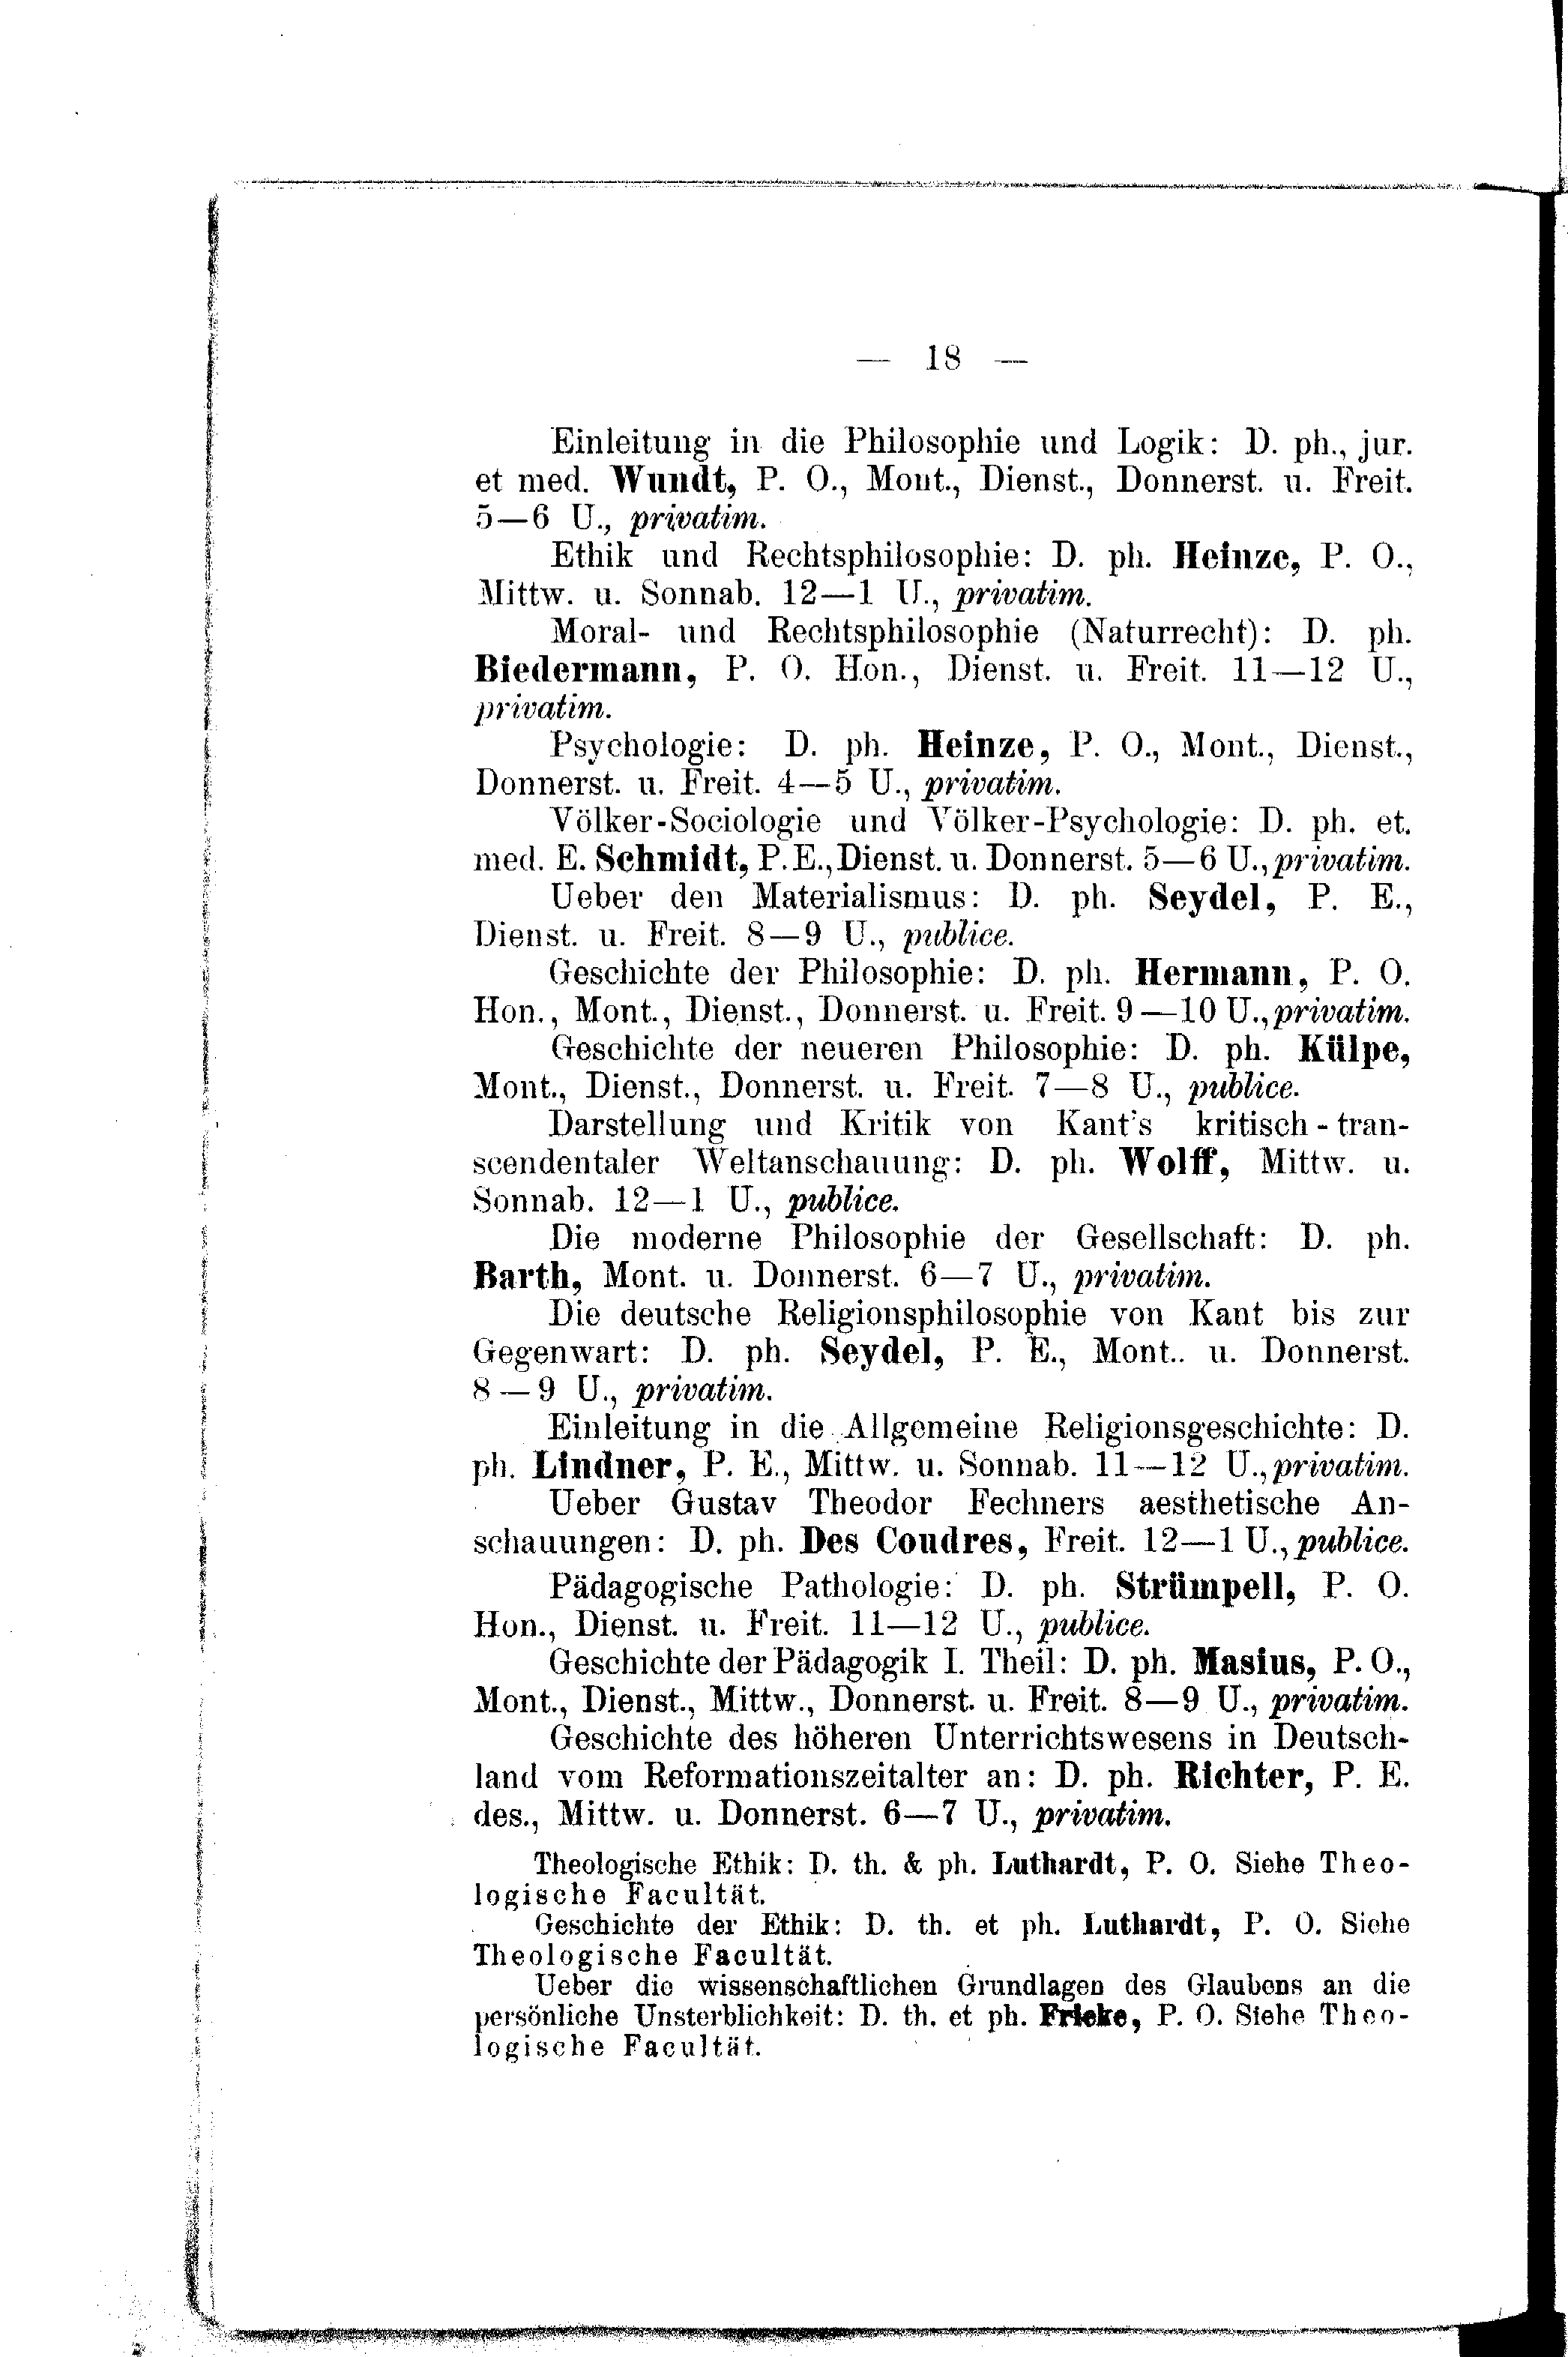 — 18 —
Einleitung in die Philosophie und Logik: D. ph., jur.
et med. Wundt, P. O., Mont., Dienst., Donnerst. u. Freit.
5—6 U., privatim.
Ethik und Rechtsphilosophie: D. ph. Heinze, P. O.,
Mittw. u. Sonnab. 12—1 U., privatim.
Moral- und Rechtsphilosophie (Naturrecht): D. ph.
Biedermann, P. O. Hon., Dienst. u. Freit. 11—12 U.,
privatim.
Psychologie: D. ph. Heinze, P. O., Mont., Dienst.,
Donnerst. u. Freit. 4—5 U., privatim.
Völker-Sociologie und Völker-Psychologie: D. ph. et.
med. E. Schmidt, P. E., Dienst. u. Donnerst. 5—6 U., privatim.
Ueber den Materialismus: D. ph. Seydel, P. E.,
Dienst. u. Freit. 8—9 U., publice.
Geschichte der Philosophie: D. ph. Hermann, P. O.
Hon., Mont., Dienst., Donnerst. u. Freit. 9—10 U., privatim.
Geschichte der neueren Philosophie: D. ph. Külpe,
Mont., Dienst., Donnerst. u. Freit. 7—8 U., publice.
Darstellung und Kritik von Kant's kritisch-tran-
scendentaler Weltanschauung: D. ph. Wolff, Mittw. u.
Sonnab. 12—1 U., publice.
Die moderne Philosophie der Gesellschaft: D. ph.
Barth, Mont. u. Donnerst. 6—7 U., privatim.
Die deutsche Religionsphilosophie von Kant bis zur
Gegenwart: D. ph. Seydel, P. E., Mont.. u. Donnerst.
8—9 U., privatim.
Einleitung in die Allgemeine Religionsgeschichte: D.
ph. Lindner, P. E., Mittw. u. Sonnab. 11—12 U., privatim.
Ueber Gustav Theodor Fechners aesthetische An-
schauungen: D. ph. Des Coudres, Freit. 12—1 U., publice.
Pädagogische Pathologie: D. ph. Strümpell, P. O.
Hon., Dienst. u. Freit. 11—12 U., publice.
Geschichte der Pädagogik I. Theil: D. ph. Masius, P. O.,
Mont., Dienst., Mittw., Donnerst. u. Freit. 8—9 U., privatim.
Geschichte des höheren Unterrichtswesens in Deutsch-
land vom Reformationszeitalter an: D. ph. Richter, P. E.
des., Mittw. u. Donnerst. 6—7 U., privatim.
Theologische Ethik: D. th. & ph. Luthardt, P. O. Siehe Theo-
logische Facultät.
Geschichte der Ethik: D. th. et ph. Luthardt, P. O. Siehe
Theologische Facultät.
Ueber die wissenschaftlichen Grundlagen des Glaubens an die
persönliche Unsterblichkeit: D. th. et ph. Fricke, P. O. Siehe Theo-
logische Facultät.